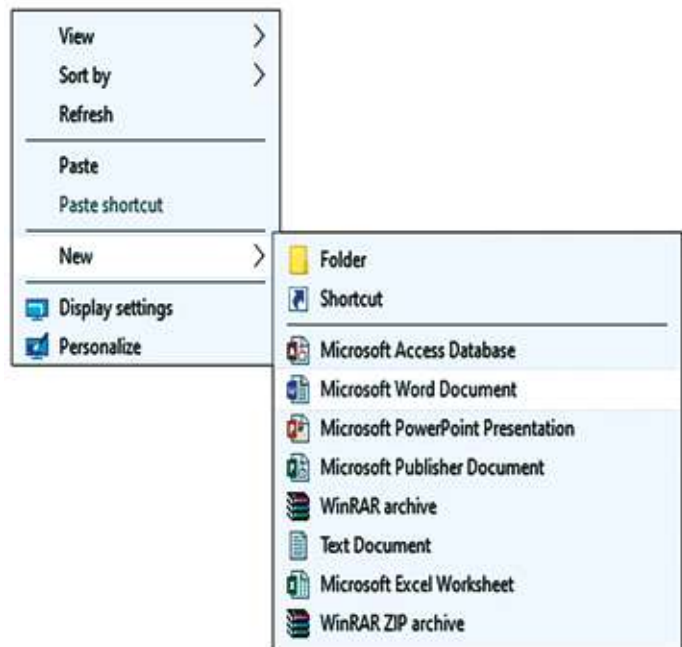 View
Sort by
Refresh
Paste
Paste shortcut
New
Display settings
Personalize
Folder
Shortcut
Microsoft Access Database
Microsoft Word Document
Microsoft PowerPoint Presentation
Microsoft Publisher Document
WinRAR archive
Text Document
Microsoft Excel Worksheet
WinRAR ZIP archive